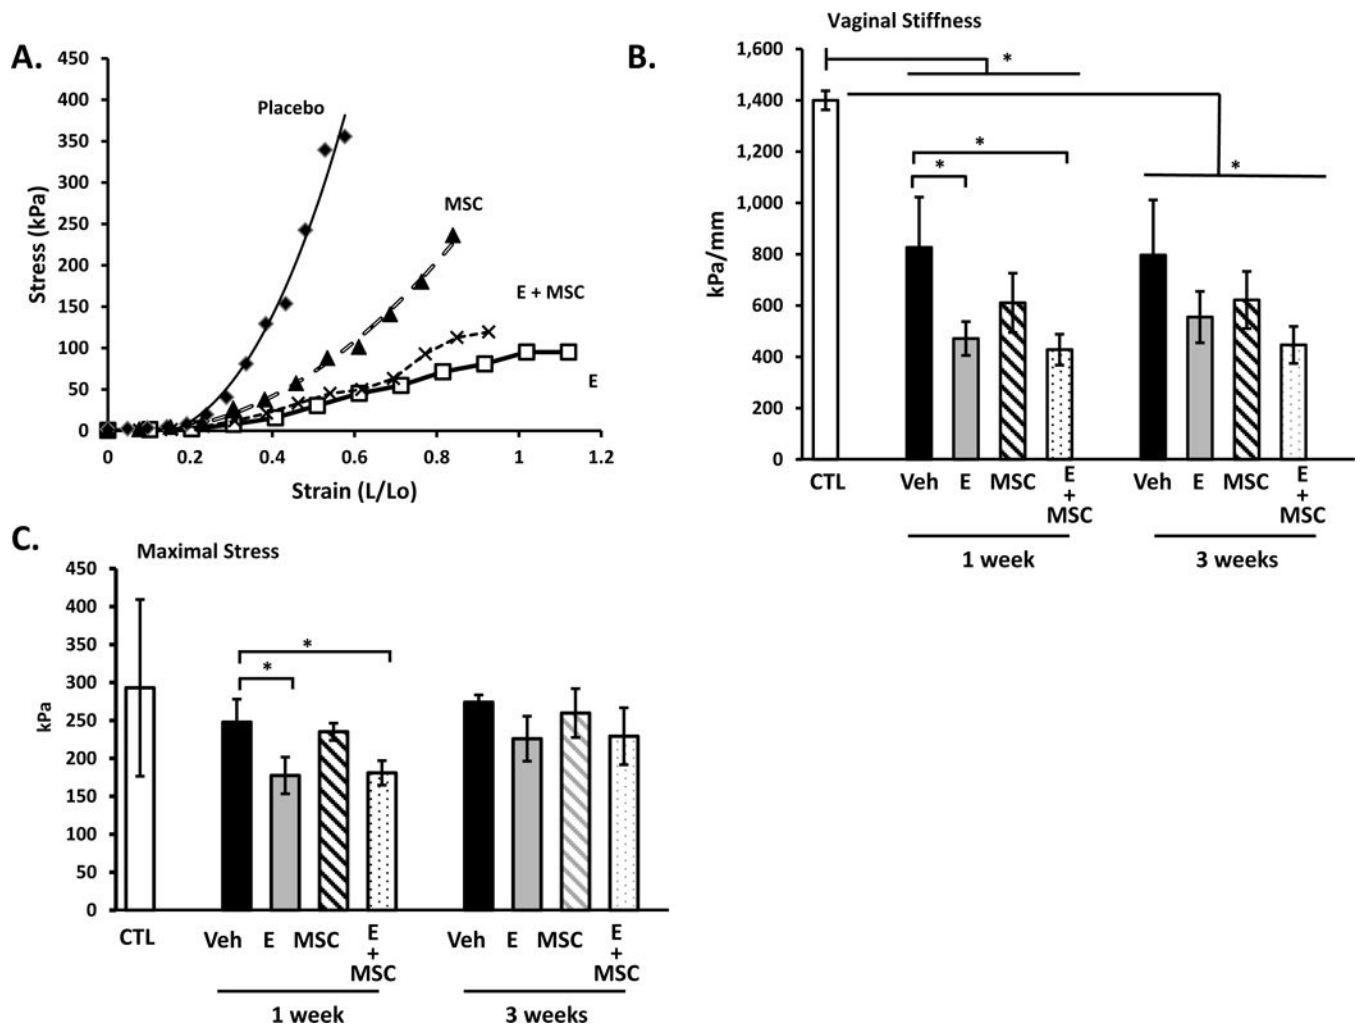 A.
450
400
350
300
250
200
150
100
50
0
Stress (kPa)
Placebo
MSC
E + MSC
E
0 0.2 0.4 0.6 0.8 1 1.2
Strain (L/Lo)
B.
Vaginal Stiffness
1,600
1,400
1,200
1,000
800
600
400
200
0
kPa/mm
*
*
*
*
CTL Veh E MSC E + MSC Veh E MSC E + MSC
1 week 3 weeks
C.
Maximal Stress
450
400
350
300
250
200
150
100
50
0
kPa
*
*
CTL Veh E MSC E + MSC Veh E MSC E + MSC
1 week 3 weeks